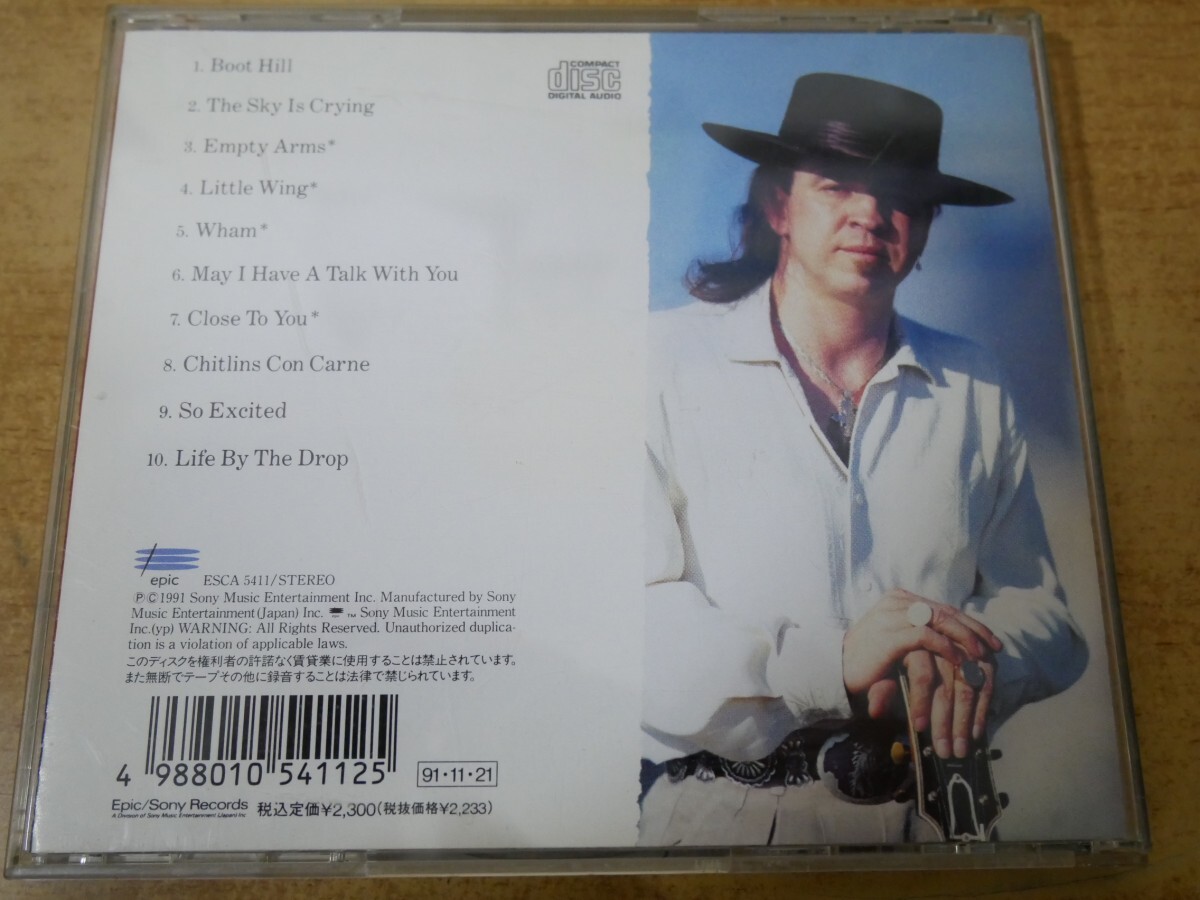 1. Boot Hill
COMPACT
disc
DIGITAL AUDIO
2. The Sky Is Crying
3. Empty Arms*
4. Little Wing*
5. Wham*
6. May I Have A Talk With You
7. Close To You*
8. Chitlins Con Carne
9. So Excited
10. Life By The Drop
epic ESCA 5411/STEREO
℗©1991 Sony Music Entertainment Inc. Manufactured by Sony
Music Entertainment(Japan) Inc. ™ Sony Music Entertainment
Inc.(yp) WARNING: All Rights Reserved. Unauthorized duplica-
tion is a violation of applicable laws.
このディスクを権利者の許諾なく賃貸業に使用することは禁止されています。
また無断でテープその他に録音することは法律で禁じられています。
4 988010 541125
91・11・21
Epic/Sony Records 税込定価¥2,300(税抜価格¥2,233)
A Division of Sony Music Entertainment (Japan) Inc